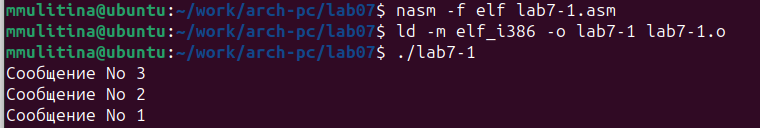 mmulitina@ubuntu:~/work/arch-pc/lab07$ nasm -f elf lab7-1.asm
mmulitina@ubuntu:~/work/arch-pc/lab07$ ld -m elf_i386 -o lab7-1 lab7-1.o
mmulitina@ubuntu:~/work/arch-pc/lab07$ ./lab7-1
Сообщение No 3
Сообщение No 2
Сообщение No 1